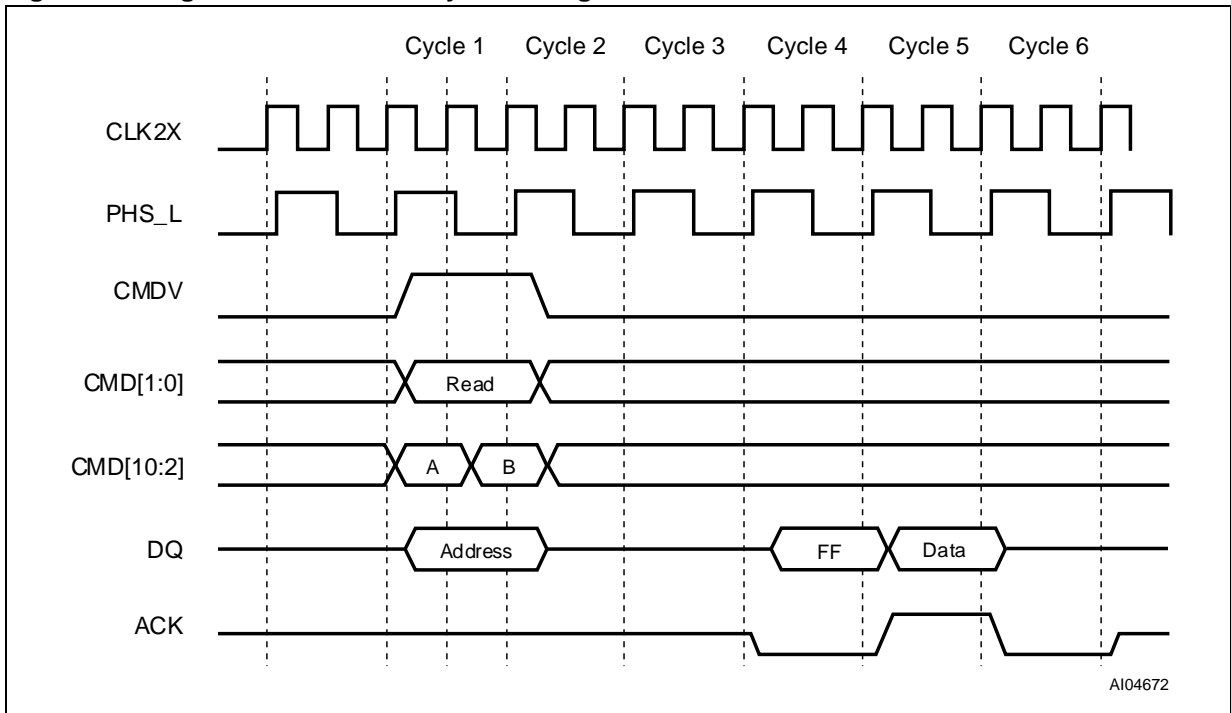 Cycle 1 Cycle 2 Cycle 3 Cycle 4 Cycle 5 Cycle 6
CLK2X
PHS_L
CMDV
CMD[1:0] Read
CMD[10:2] A B
DQ Address FF Data
ACK
AI04672